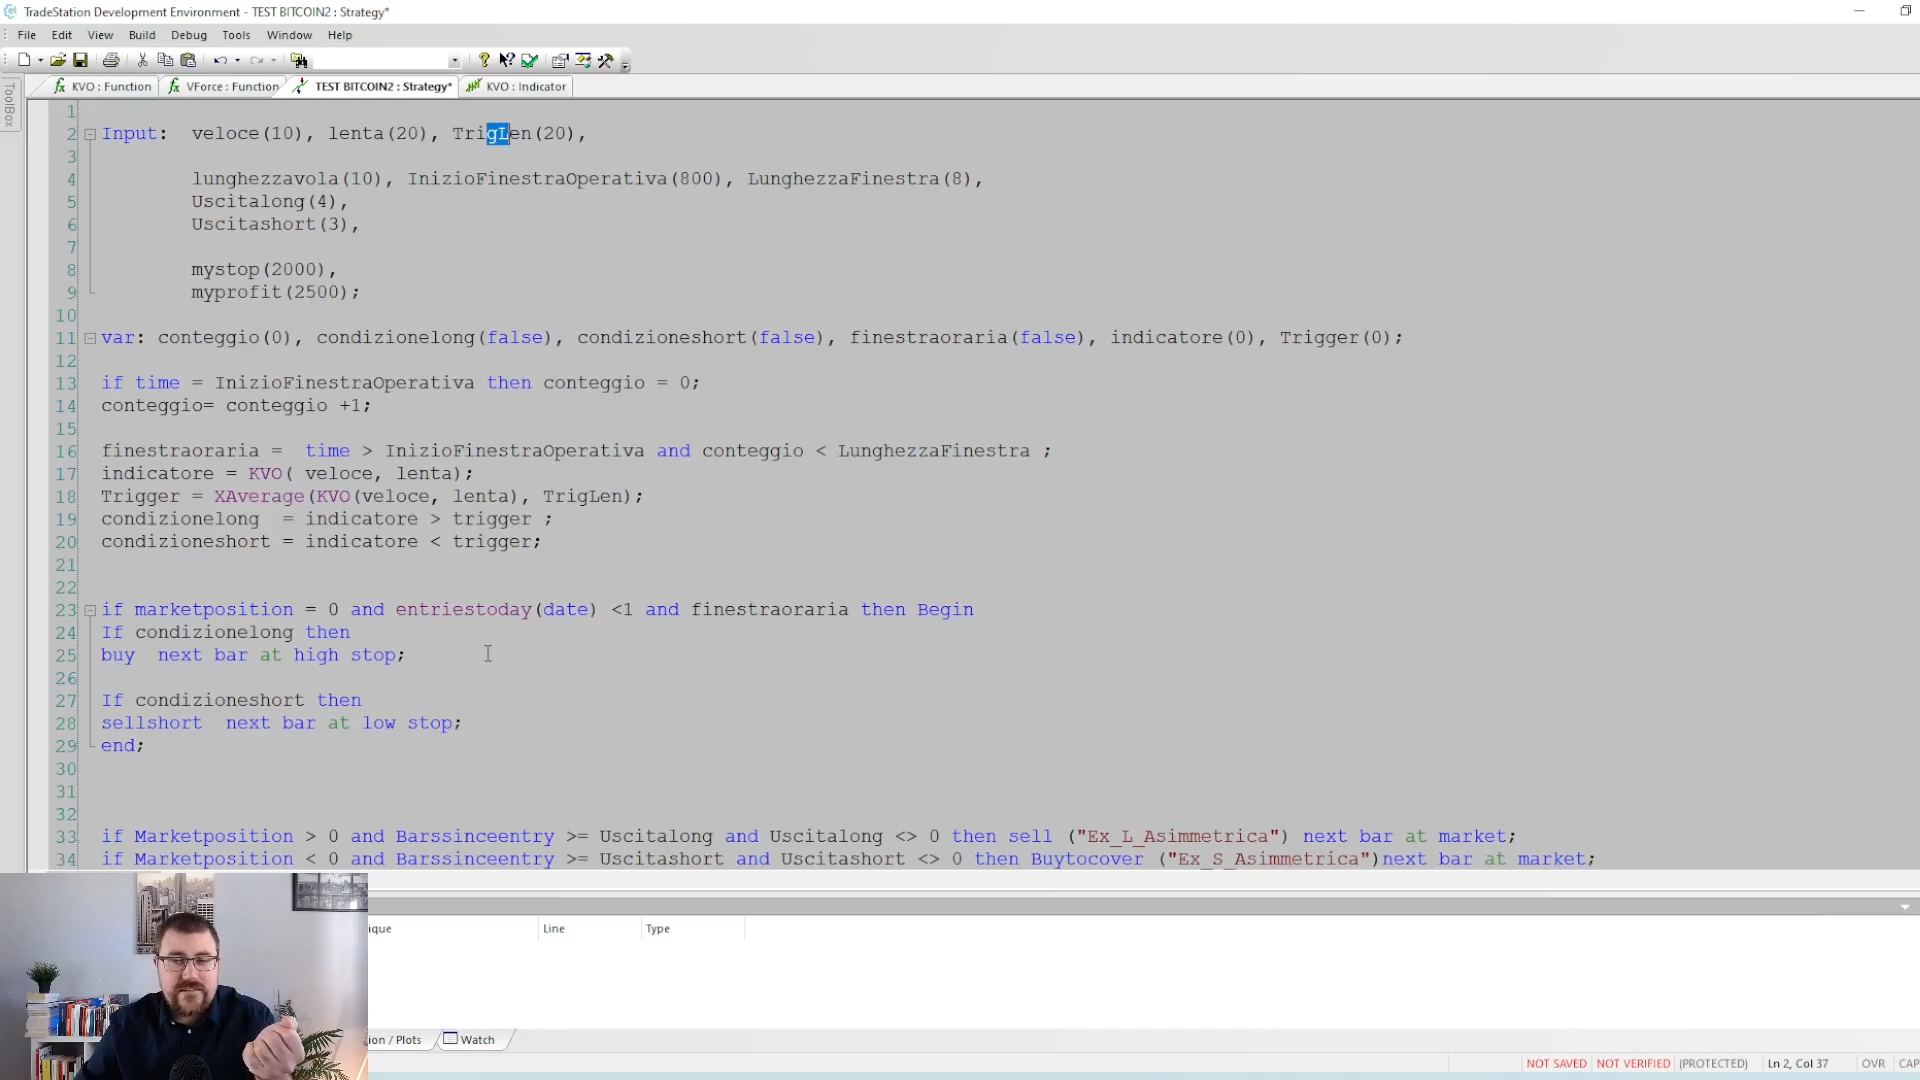 TradeStation Development Environment - TEST BITCOIN2 : Strategy*
File Edit View Build Debug Tools Window Help
KVO : Function VForce : Function TEST BITCOIN2 : Strategy* KVO : Indicator
ToolBox
1
2 Input: veloce(10), lenta(20), TrigLen(20),
3
4 lunghezzavola(10), InizioFinestraOperativa(800), LunghezzaFinestra(8),
5 Uscitalong(4),
6 Uscitashort(3),
7
8 mystop(2000),
9 myprofit(2500);
10
11 var: conteggio(0), condizionelong(false), condizioneshort(false), finestraoraria(false), indicatore(0), Trigger(0);
12
13 if time = InizioFinestraOperativa then conteggio = 0;
14 conteggio= conteggio +1;
15
16 finestraoraria = time > InizioFinestraOperativa and conteggio < LunghezzaFinestra ;
17 indicatore = KVO( veloce, lenta);
18 Trigger = XAverage(KVO(veloce, lenta), TrigLen);
19 condizionelong = indicatore > trigger ;
20 condizioneshort = indicatore < trigger;
21
22
23 if marketposition = 0 and entriestoday(date) <1 and finestraoraria then Begin
24 If condizionelong then
25 buy next bar at high stop;
26
27 If condizioneshort then
28 sellshort next bar at low stop;
29 end;
30
31
32
33 if Marketposition > 0 and Barssinceentry >= Uscitalong and Uscitalong <> 0 then sell ("Ex_L_Asimmetrica") next bar at market;
34 if Marketposition < 0 and Barssinceentry >= Uscitashort and Uscitashort <> 0 then Buytocover ("Ex_S_Asimmetrica")next bar at market;
ique Line Type
ion / Plots Watch
NOT SAVED NOT VERIFIED (PROTECTED) Ln 2, Col 37 OVR CAP